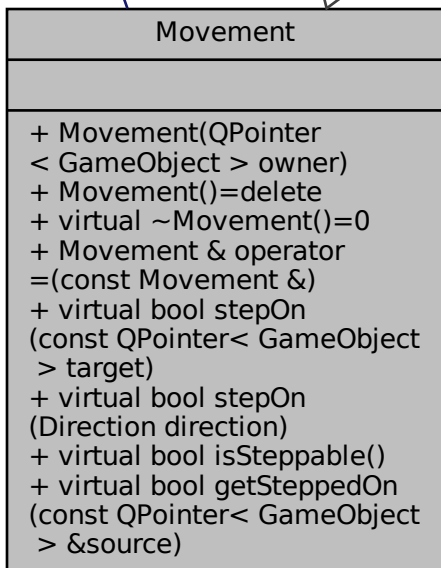 Movement
+ Movement(QPointer
< GameObject > owner)
+ Movement()=delete
+ virtual ~Movement()=0
+ Movement & operator
=(const Movement &)
+ virtual bool stepOn
(const QPointer< GameObject
> target)
+ virtual bool stepOn
(Direction direction)
+ virtual bool isSteppable()
+ virtual bool getSteppedOn
(const QPointer< GameObject
> &source)